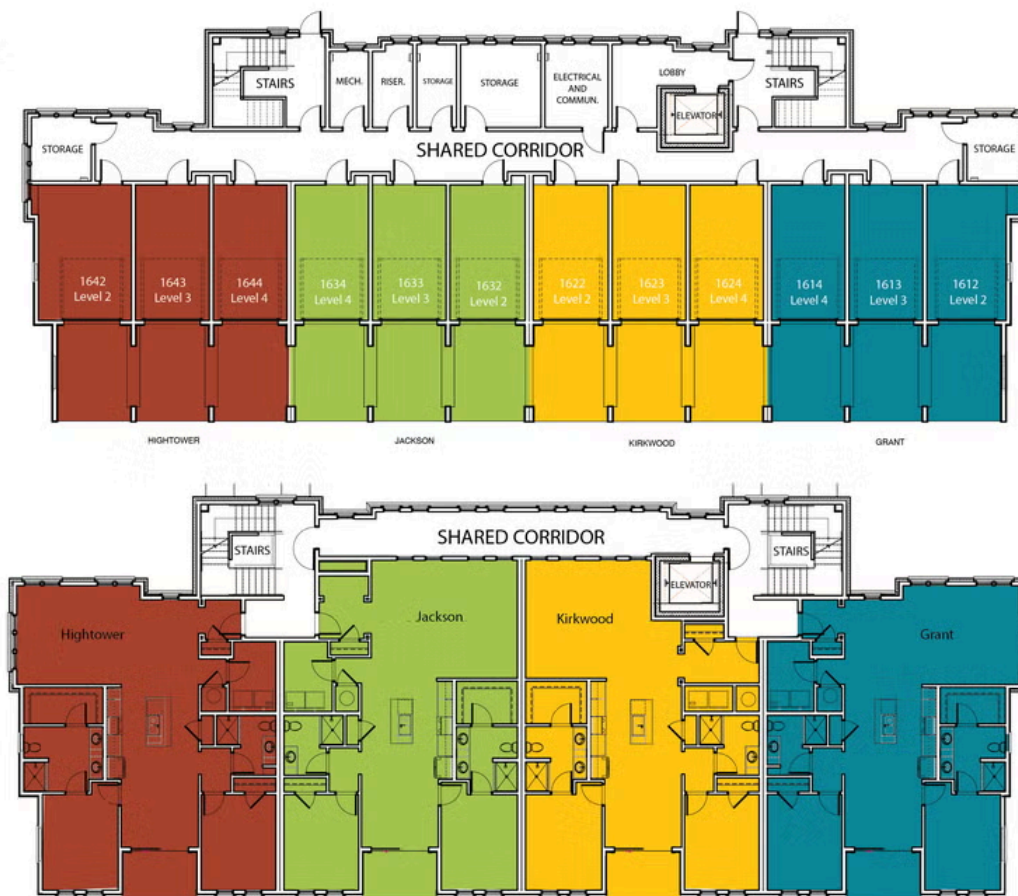 STAIRS
MECH.
RISER.
STORAGE
STORAGE
ELECTRICAL
AND
COMMUN.
LOBBY
ELEVATOR
STAIRS
STORAGE
SHARED CORRIDOR
STORAGE
1642
Level 2
1643
Level 3
1644
Level 4
1634
Level 4
1633
Level 3
1632
Level 2
1622
Level 2
1623
Level 3
1624
Level 4
1614
Level 4
1613
Level 3
1612
Level 2
HIGHTOWER
JACKSON
KIRKWOOD
GRANT
SHARED CORRIDOR
STAIRS
ELEVATOR
STAIRS
Hightower
Jackson
Kirkwood
Grant